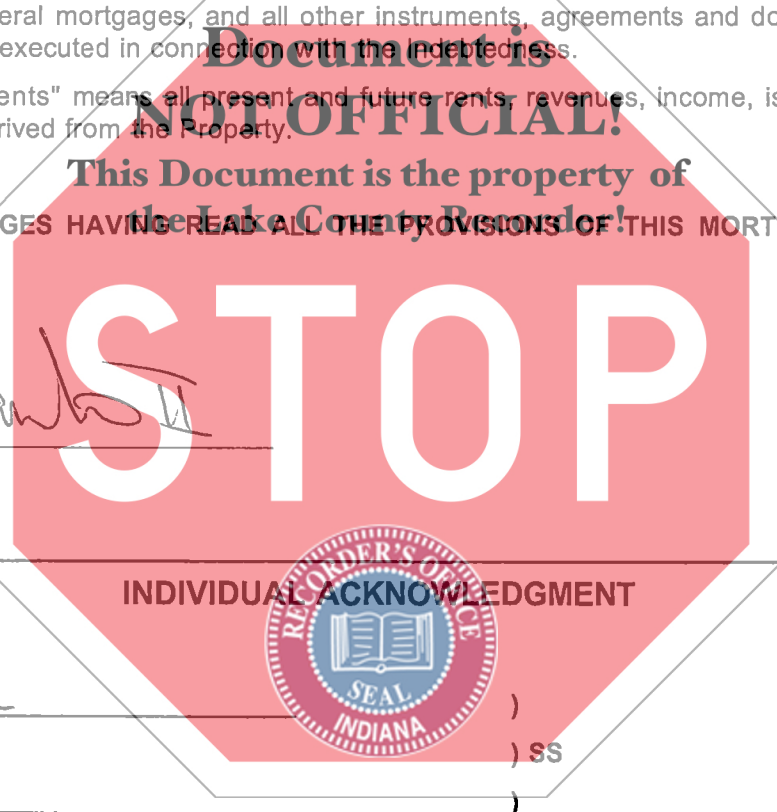 eral mortgages, and all other instruments, agreements and do
Document is
executed in connection with the Indebtedness.
ents" means all present and future rents, revenues, income, is
NOT OFFICIAL!
rived from the Property.
This Document is the property of
the Lake County Recorder!
GES HAVING READ ALL THE PROVISIONS OF THIS MORT
STOP
II
RECORDER'S OFFICE
INDIVIDUAL ACKNOWLEDGMENT
SEAL
INDIANA
)
) SS
)